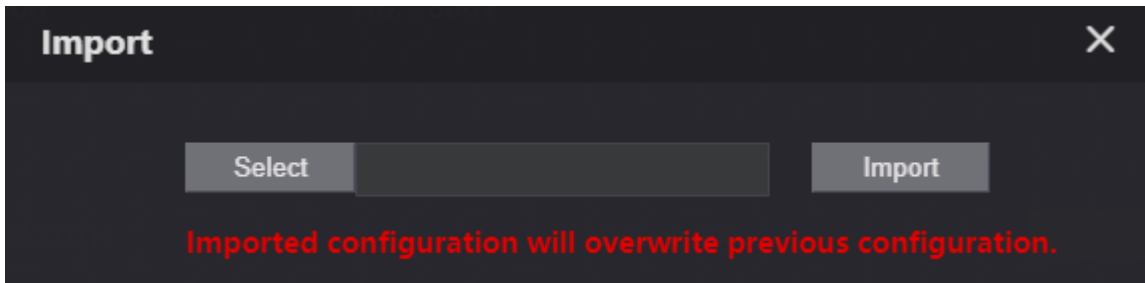 Import
Select
Import
Imported configuration will overwrite previous configuration.